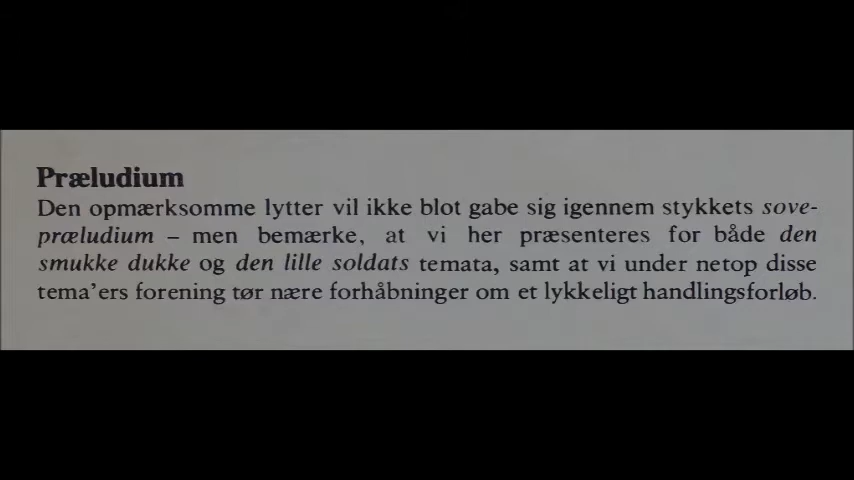 Præludium
Den opmærksomme lytter vil ikke blot gabe sig igennem stykkets sove-
præludium – men bemærke, at vi her præsenteres for både den
smukke dukke og den lille soldats temata, samt at vi under netop disse
tema'ers forening tør nære forhåbninger om et lykkeligt handlingsforløb.